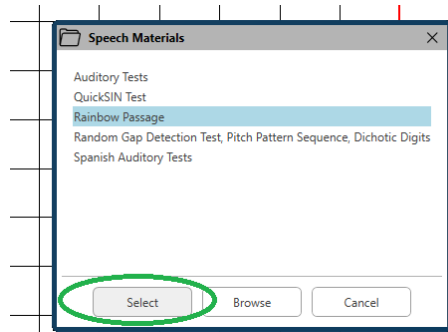 Speech Materials
Auditory Tests
QuickSIN Test
Rainbow Passage
Random Gap Detection Test, Pitch Pattern Sequence, Dichotic Digits
Spanish Auditory Tests
Select Browse Cancel